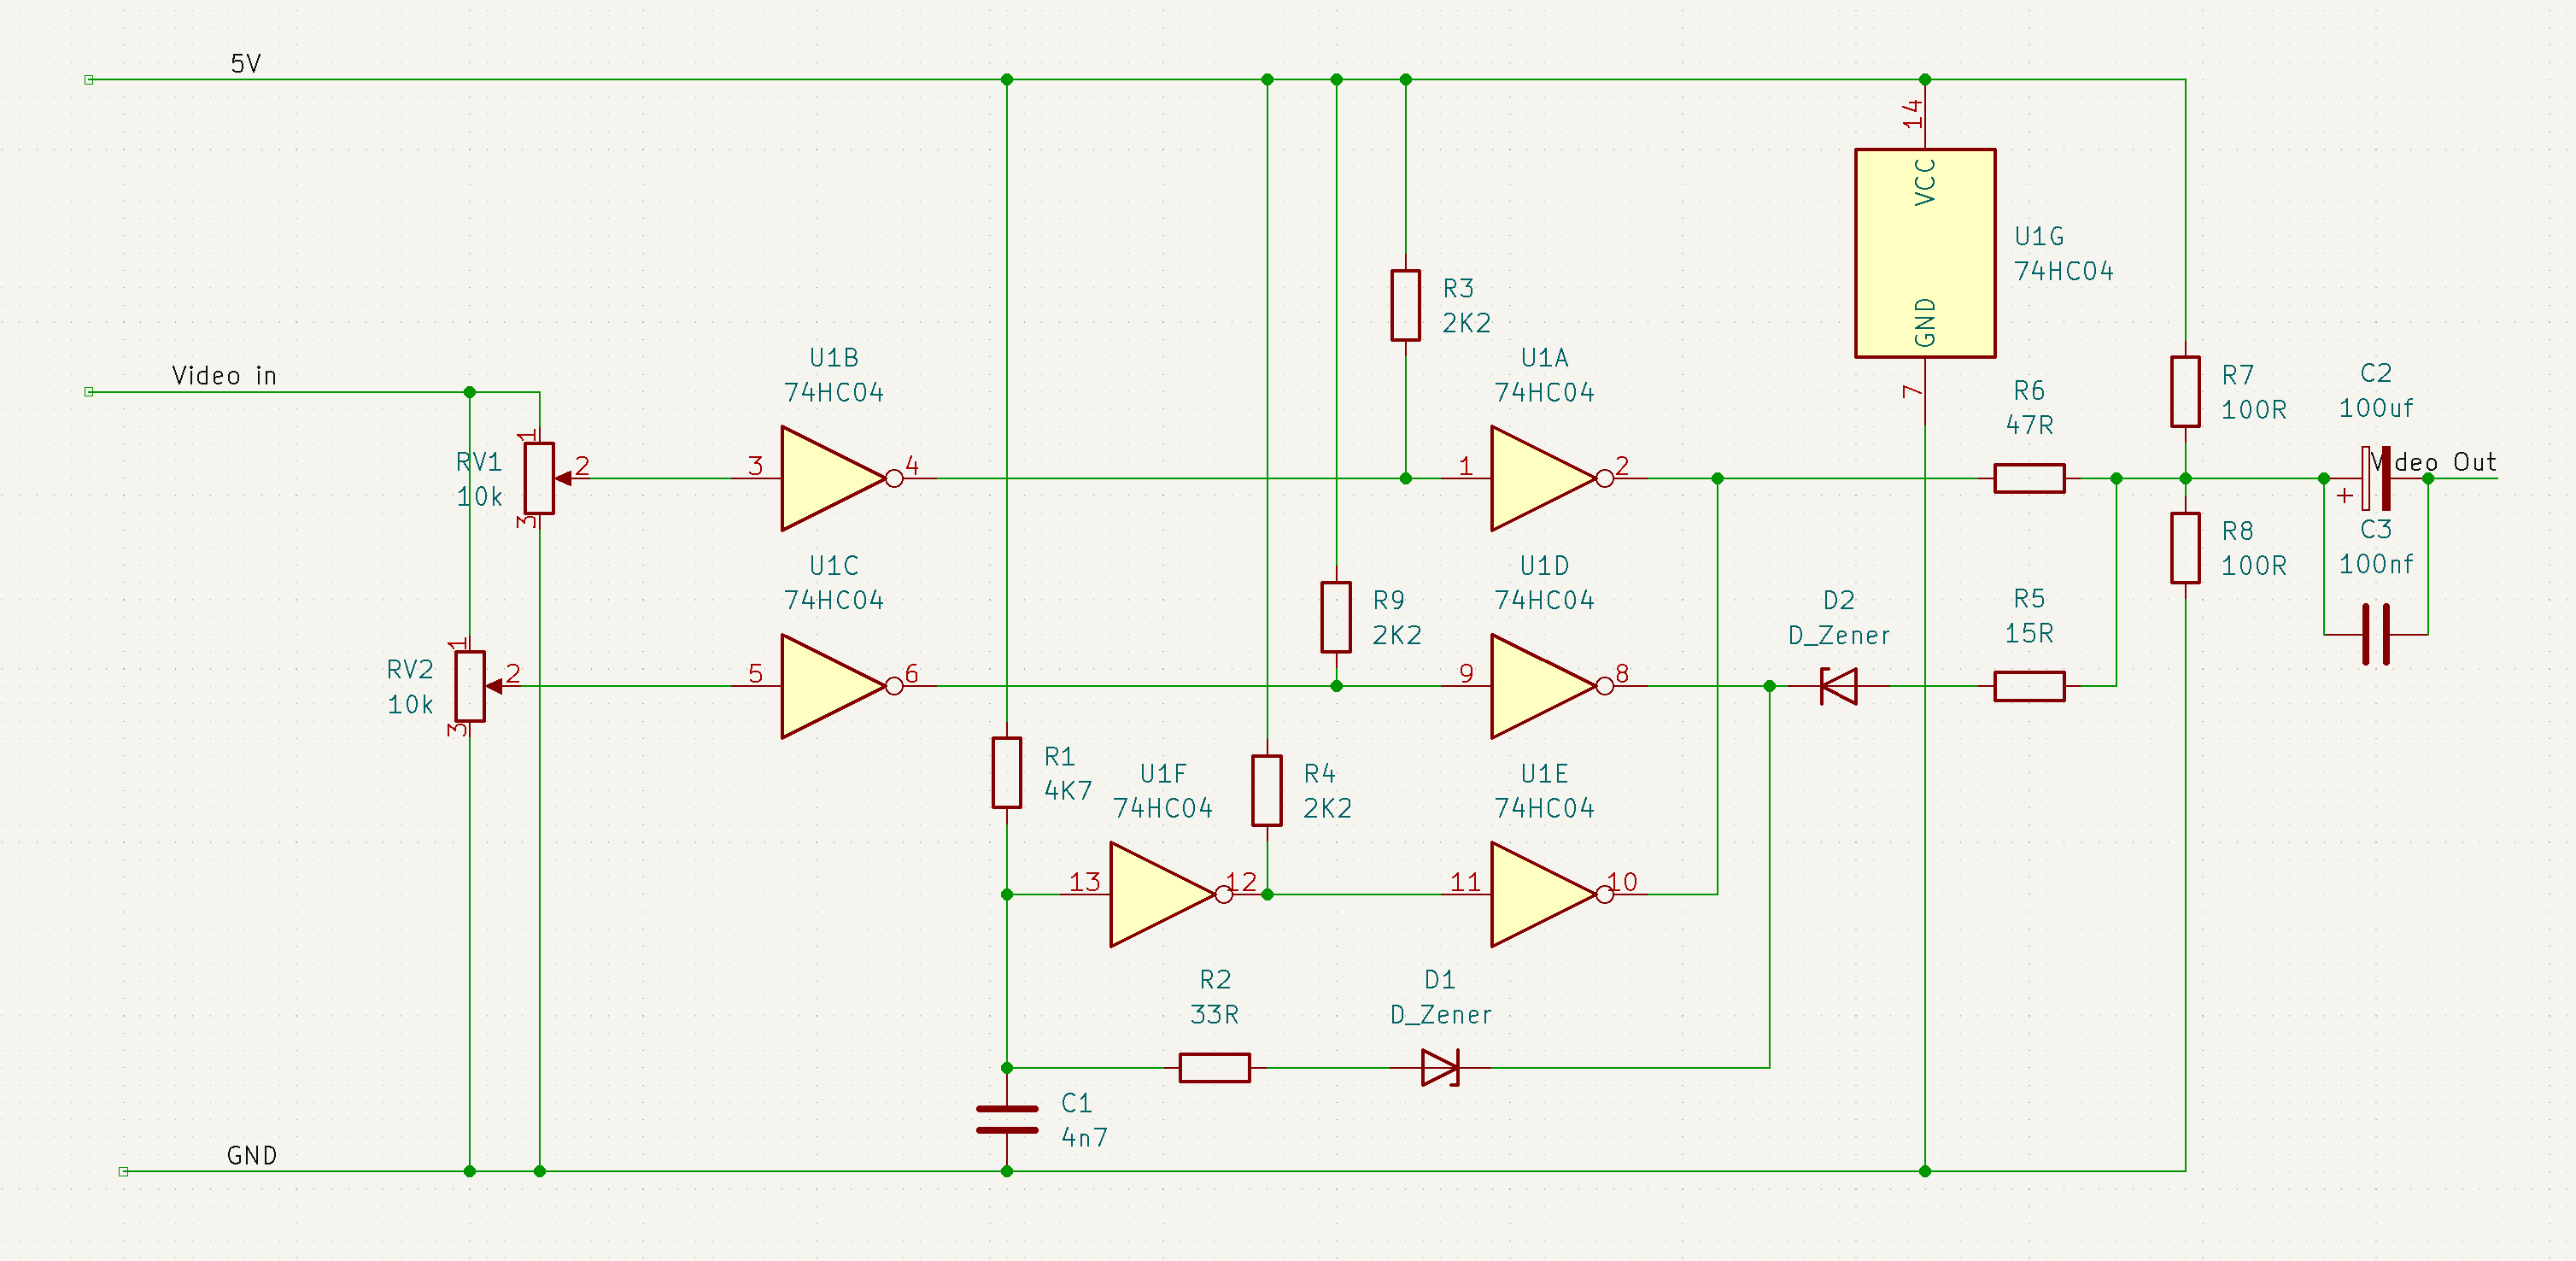 5V
14
VCC
U1G
74HC04
GND
7
R3
2K2
Video in
U1B
74HC04
U1A
74HC04
R6
47R
R7
100R
C2
100uf
1
RV1
10k
2
3
3
4
1
2
Video Out
+
C3
100nf
R8
100R
U1C
74HC04
R9
2K2
U1D
74HC04
D2
D_Zener
R5
15R
1
RV2
10k
2
3
5
6
9
8
R1
4K7
U1F
74HC04
R4
2K2
U1E
74HC04
13
12
11
10
R2
33R
D1
D_Zener
C1
4n7
GND